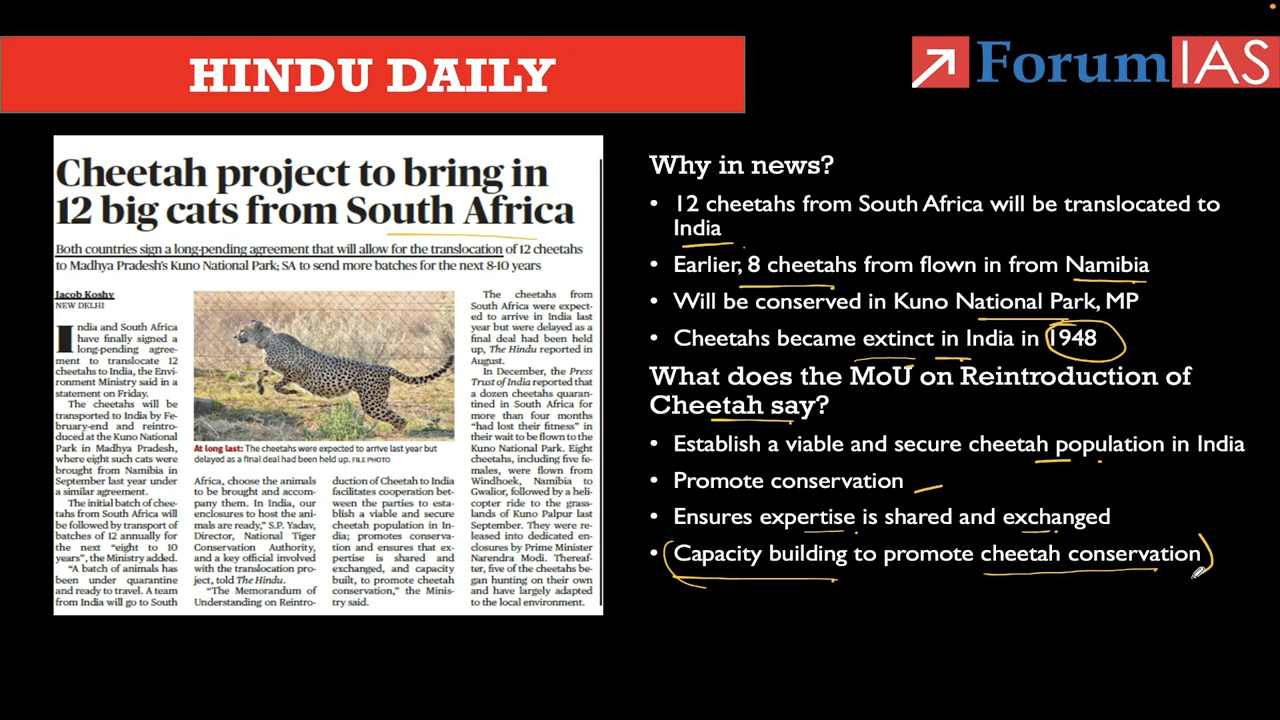 HINDU DAILY
ForumIAS
Cheetah project to bring in
12 big cats from South Africa
Both countries sign a long-pending agreement that will allow for the translocation of 12 cheetahs
to Madhya Pradesh's Kuno National Park; SA to send more batches for the next 8-10 years
Jacob Koshy
NEW DELHI
India and South Africa
have finally signed a
long-pending agree-
ment to translocate 12
cheetahs to India, the Envi-
ronment Ministry said in a
statement on Friday.
The cheetahs will be
transported to India by Fe-
bruary-end and reintro-
duced at the Kuno National
Park in Madhya Pradesh,
where eight such cats were
brought from Namibia in
September last year under
a similar agreement.
The initial batch of chee-
tahs from South Africa will
be followed by transport of
batches of 12 annually for
the next "eight to 10
years", the Ministry added.
"A batch of animals has
been under quarantine
and ready to travel. A team
from India will go to South
At long last: The cheetahs were expected to arrive last year but
delayed as a final deal had been held up. FILE PHOTO
Africa, choose the animals
to be brought and accom-
pany them. In India, our
enclosures to host the ani-
mals are ready," S.P. Yadav,
Director, National Tiger
Conservation Authority,
and a key official involved
with the translocation pro-
ject, told The Hindu.
"The Memorandum of
Understanding on Reintro-
duction of Cheetah to India
facilitates cooperation bet-
ween the parties to esta-
blish a viable and secure
cheetah population in In-
dia; promotes conserva-
tion and ensures that ex-
pertise is shared and
exchanged, and capacity
built, to promote cheetah
conservation," the Minis-
try said.
The cheetahs from
South Africa were expect-
ed to arrive in India last
year but were delayed as a
final deal had been held
up, The Hindu reported in
August.
In December, the Press
Trust of India reported that
a dozen cheetahs quaran-
tined in South Africa for
more than four months
"had lost their fitness" in
their wait to be flown to the
Kuno National Park. Eight
cheetahs, including five fe-
males, were flown from
Windhoek, Namibia to
Gwalior, followed by a heli-
copter ride to the grass-
lands of Kuno Palpur last
September. They were re-
leased into dedicated en-
closures by Prime Minister
Narendra Modi. Thereaf-
ter, five of the cheetahs be-
gan hunting on their own
and have largely adapted
to the local environment.
Why in news?
• 12 cheetahs from South Africa will be translocated to
India
• Earlier, 8 cheetahs from flown in from Namibia
• Will be conserved in Kuno National Park, MP
• Cheetahs became extinct in India in 1948
What does the MoU on Reintroduction of
Cheetah say?
• Establish a viable and secure cheetah population in India
• Promote conservation
• Ensures expertise is shared and exchanged
• Capacity building to promote cheetah conservation